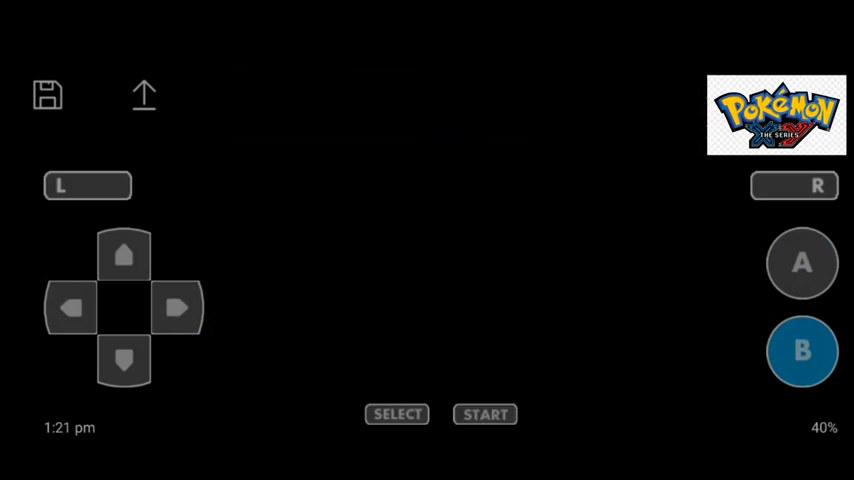 POKéMON
XY
THE SERIES
L
R
A
B
SELECT
START
1:21 pm
40%